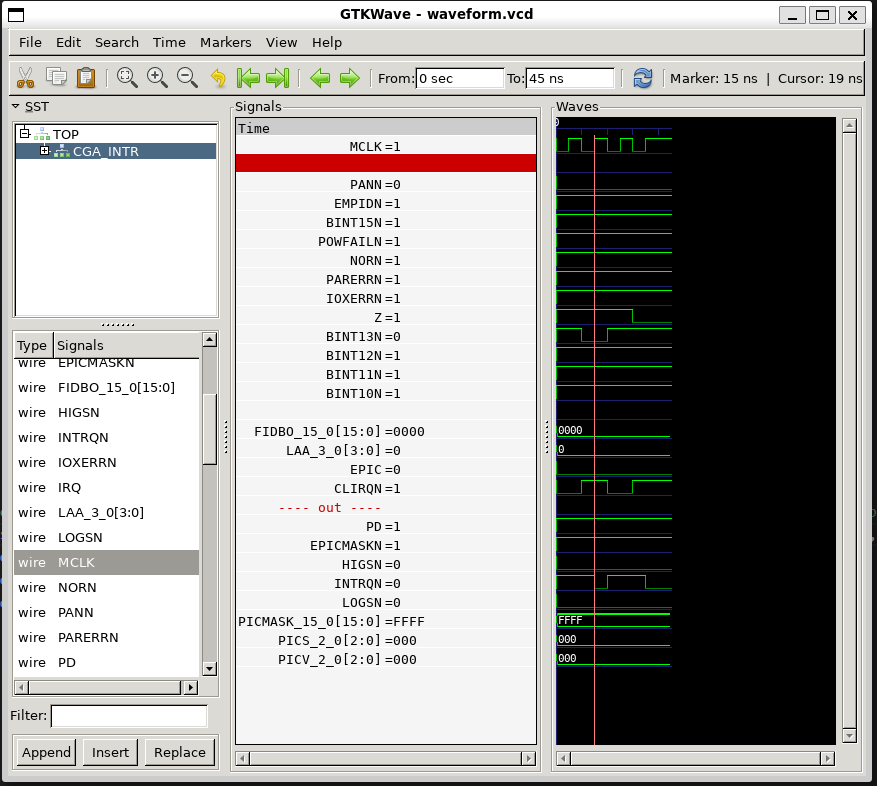 GTKWave - waveform.vcd
File Edit Search Time Markers View Help
From: 0 sec To: 45 ns Marker: 15 ns | Cursor: 19 ns
SST
TOP
CGA_INTR
Type Signals
wire EPICMASKN
wire FIDBO_15_0[15:0]
wire HIGSN
wire INTRQN
wire IOXERRN
wire IRQ
wire LAA_3_0[3:0]
wire LOGSN
wire MCLK
wire NORN
wire PANN
wire PARERRN
wire PD
Filter:
Append Insert Replace
Signals
Time
MCLK=1
PANN=0
EMPIDN=1
BINT15N=1
POWFAILN=1
NORN=1
PARERRN=1
IOXERRN=1
Z=1
BINT13N=0
BINT12N=1
BINT11N=1
BINT10N=1
FIDBO_15_0[15:0]=0000
LAA_3_0[3:0]=0
EPIC=0
CLIRQN=1
---- out ----
PD=1
EPICMASKN=1
HIGSN=0
INTRQN=0
LOGSN=0
PICMASK_15_0[15:0]=FFFF
PICS_2_0[2:0]=000
PICV_2_0[2:0]=000
Waves
0
0000
0
FFFF
000
000